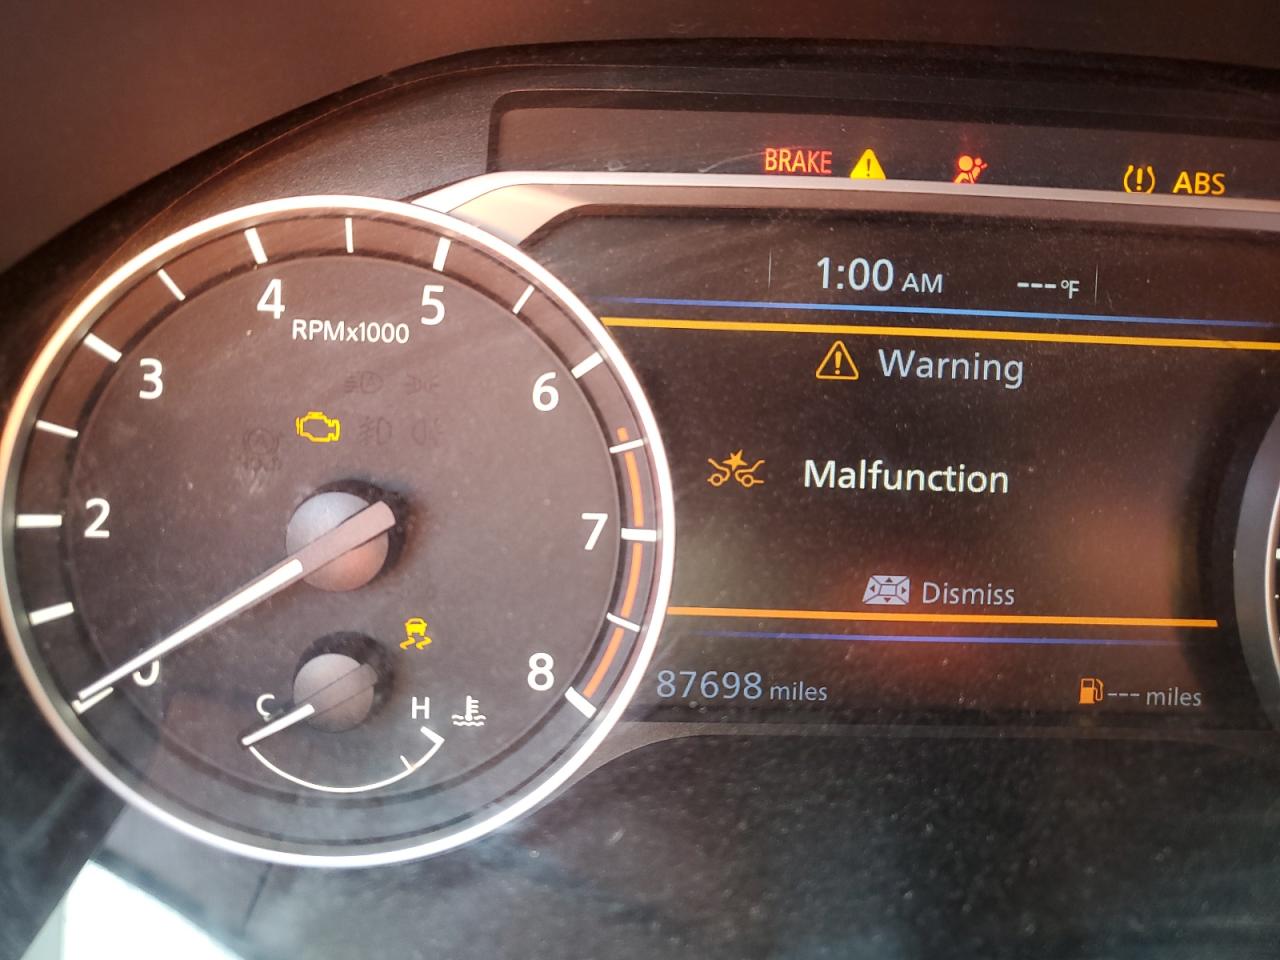 BRAKE
ABS
1:00 AM
---°F
Warning
Malfunction
Dismiss
87698 miles
--- miles
4
5
RPMx1000
3
6
2
7
0
8
C
H